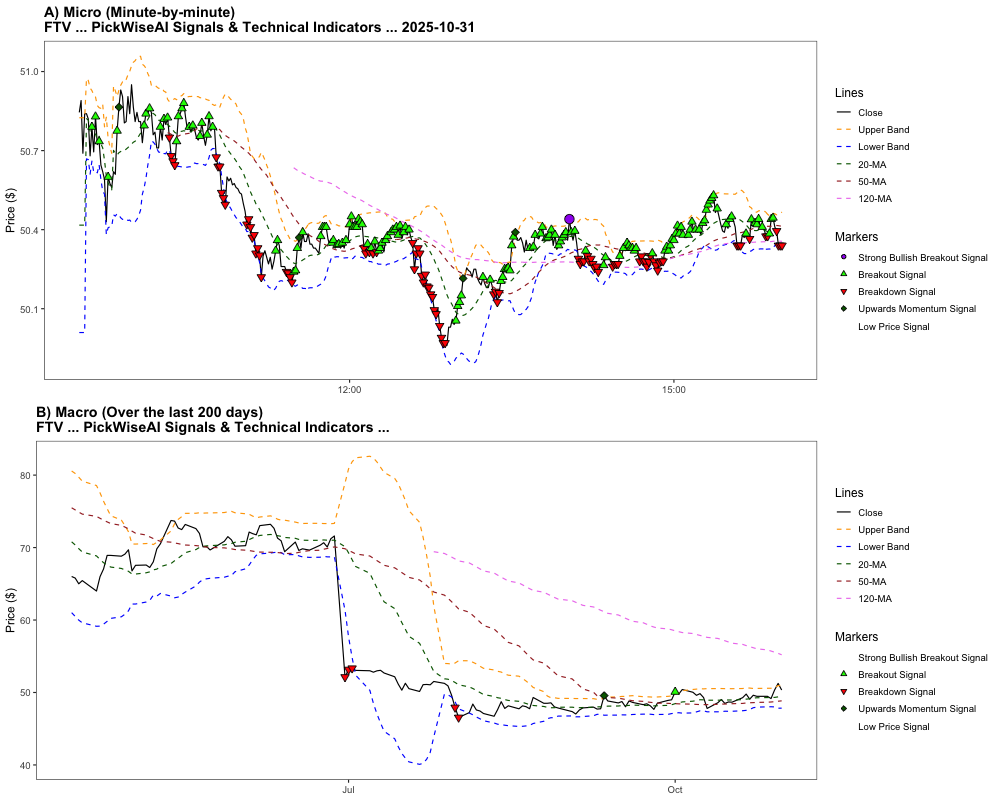 A) Micro (Minute-by-minute)
FTV ... PickWiseAI Signals & Technical Indicators ... 2025-10-31
Price ($)
51.0
50.7
50.4
50.1
12:00
15:00
Lines
Close
Upper Band
Lower Band
20-MA
50-MA
120-MA
Markers
Strong Bullish Breakout Signal
Breakout Signal
Breakdown Signal
Upwards Momentum Signal
Low Price Signal
B) Macro (Over the last 200 days)
FTV ... PickWiseAI Signals & Technical Indicators ...
Price ($)
80
70
60
50
40
Jul
Oct
Lines
Close
Upper Band
Lower Band
20-MA
50-MA
120-MA
Markers
Strong Bullish Breakout Signal
Breakout Signal
Breakdown Signal
Upwards Momentum Signal
Low Price Signal